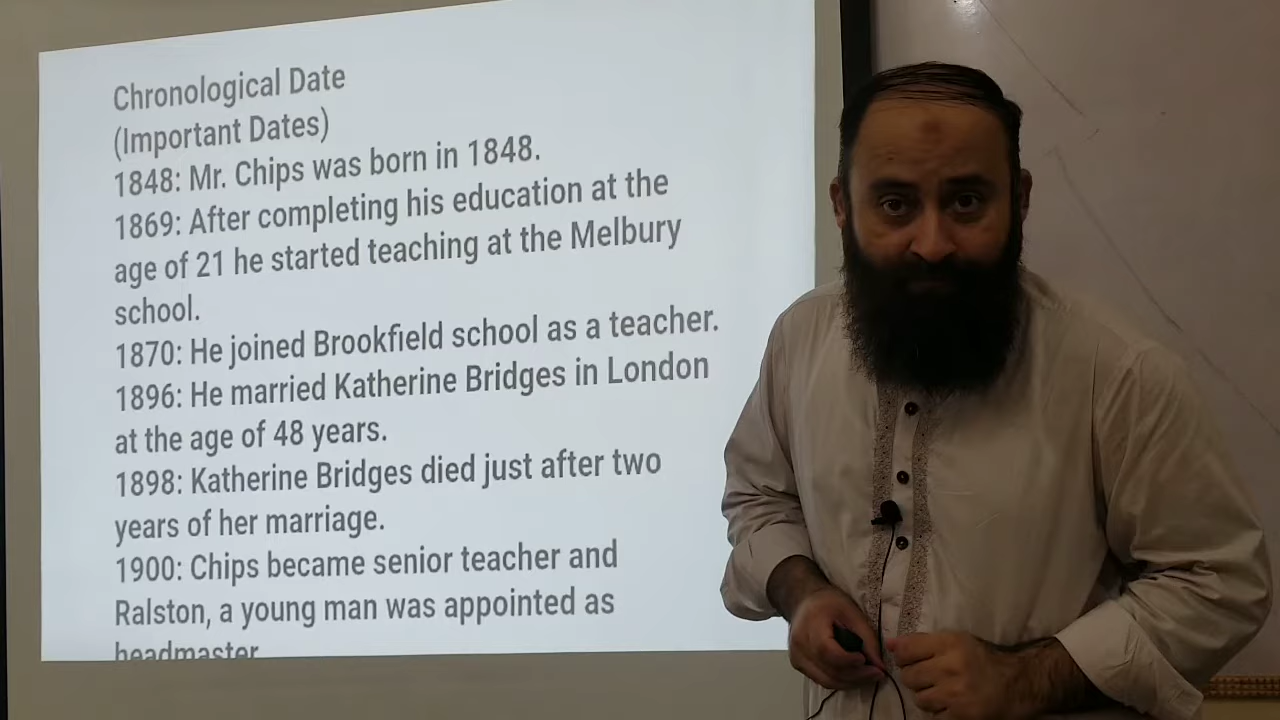 Chronological Date
(Important Dates)
1848: Mr. Chips was born in 1848.
1869: After completing his education at the
age of 21 he started teaching at the Melbury
school.
1870: He joined Brookfield school as a teacher.
1896: He married Katherine Bridges in London
at the age of 48 years.
1898: Katherine Bridges died just after two
years of her marriage.
1900: Chips became senior teacher and
Ralston, a young man was appointed as
headmaster